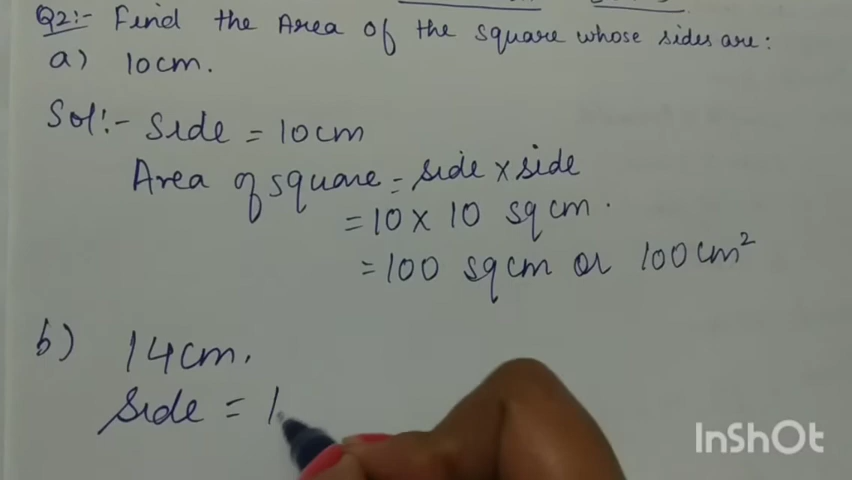 Q2:- Find the Area of the square whose sides are:
a) 10cm.
Sol:- Side = 10cm
Area of square = side × side
= 10 × 10 sq cm.
= 100 sq cm or 100 cm²
b) 14cm.
Side = 1
InShOt